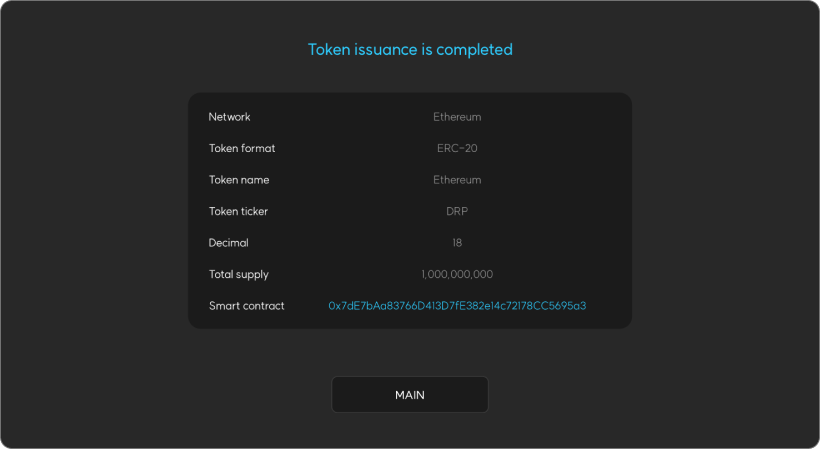 Token issuance is completed
Network Ethereum
Token format ERC-20
Token name Ethereum
Token ticker DRP
Decimal 18
Total supply 1,000,000,000
Smart contract 0x7dE7bAa83766D413D7fE382e14c72178CC5695a3
MAIN